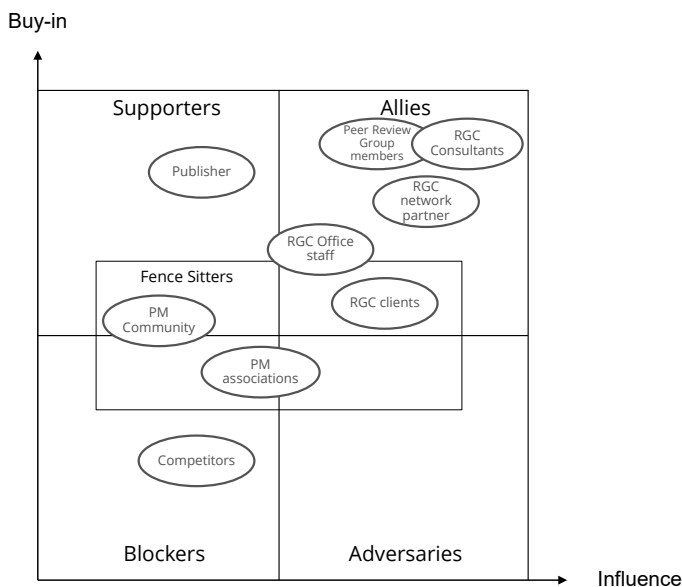 Buy-in
Supporters
Allies
Peer Review
Group
members
RGC
Consultants
Publisher
RGC
network
partner
RGC Office
staff
Fence Sitters
PM
Community
RGC clients
PM
associations
Competitors
Blockers
Adversaries
Influence